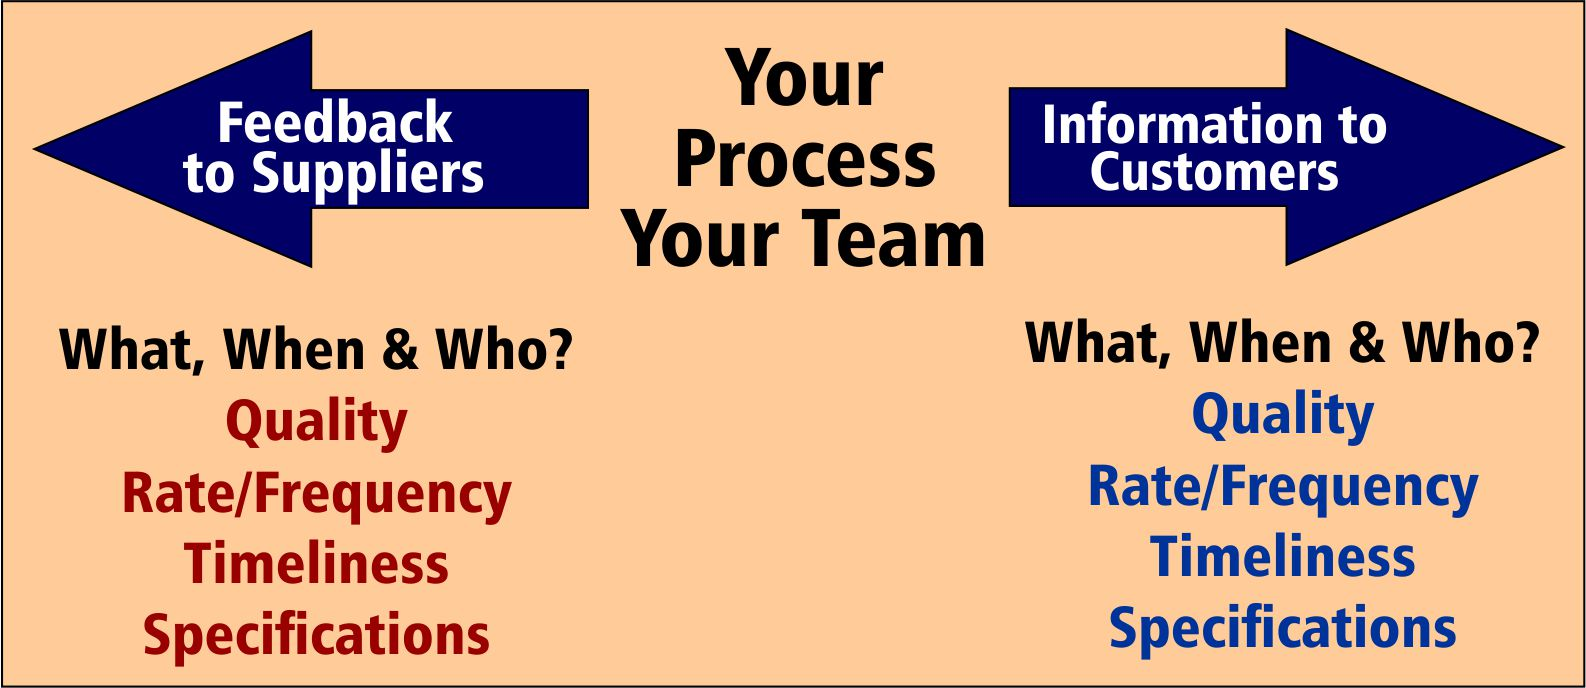 Feedback
to Suppliers
Your
Process
Your Team
Information to
Customers
What, When & Who?
Quality
Rate/Frequency
Timeliness
Specifications
What, When & Who?
Quality
Rate/Frequency
Timeliness
Specifications